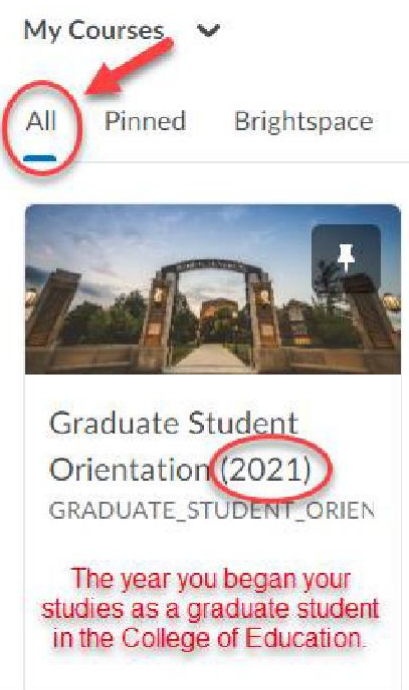 My Courses
All Pinned Brightspace
Graduate Student
Orientation (2021)
GRADUATE_STUDENT_ORIEN
The year you began your
studies as a graduate student
in the College of Education.